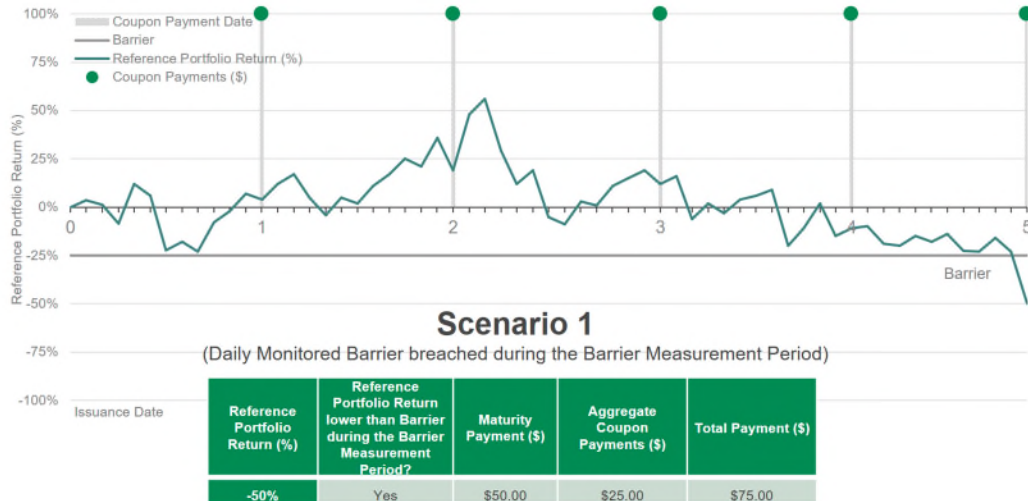 100%
Coupon Payment Date
Barrier
75%
Reference Portfolio Return (%)
Coupon Payments ($)
50%
25%
0%
1
2
3
4
5
-25%
Barrier
-50%
-75%
-100%
Reference Portfolio Return (%)
0
Scenario 1
(Daily Monitored Barrier breached during the Barrier Measurement Period)
Issuance Date
Reference
Portfolio
Return (%)
Reference
Portfolio Return
lower than Barrier
during the Barrier
Measurement
Period?
Maturity
Payment ($)
Aggregate
Coupon
Payments ($)
Total Payment ($)
-50%
Yes
$50.00
$25.00
$75.00